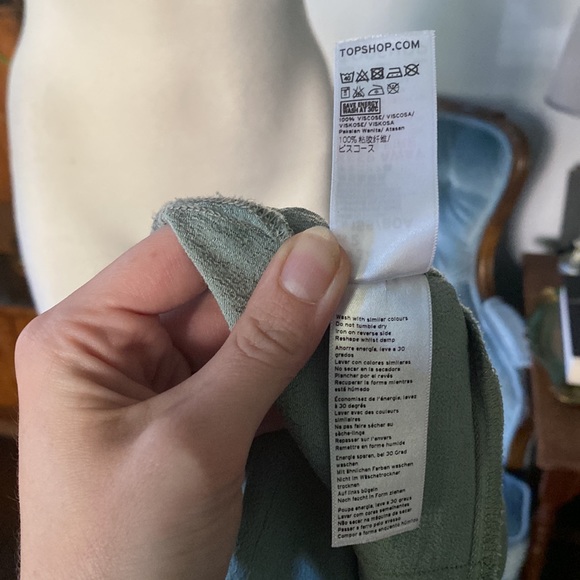 TOPSHOP.COM
SAVE ENERGY
WASH AT 30°C
100% VISCOSE/ VISCOSA/
VISKOSE/ VISKOSA
Pakaian Wanita/ Atasan
100% 粘胶纤维/
ビスコース
Wash with similar colours
Do not tumble dry
Iron on reverse side
Reshape whilst damp
Ahorre energía, lave a 30
grados
Lavar con colores similares
No secar en la secadora
Planchar por el revés
Recuperar la forma mientras
está húmedo
Économisez de l'énergie, lavez
à 30 degrés
Laver avec des couleurs
similaires
Ne pas faire sécher au
sèche-linge
Repasser sur l'envers
Remettre en forme humide
Energie sparen, bei 30 Grad
waschen
Mit ähnlichen Farben waschen
Nicht im Wäschetrockner
trocknen
Auf links bügeln
Noch feucht in Form ziehen
Poupe energia, lave a 30 graus
Lavar com cores semelhantes
Não secar na máquina de secar
Passar a ferro pelo avesso
Compor a forma enquanto húmido